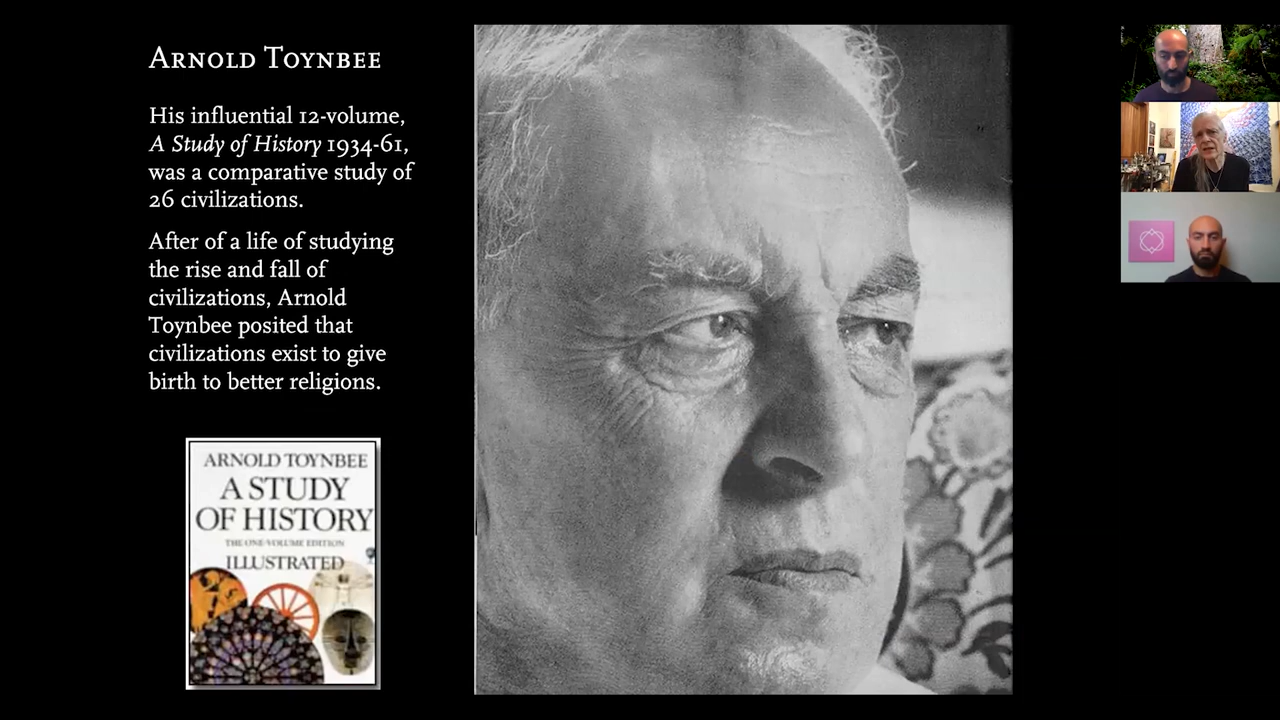 ARNOLD TOYNBEE
His influential 12-volume,
A Study of History 1934-61,
was a comparative study of
26 civilizations.
After of a life of studying
the rise and fall of
civilizations, Arnold
Toynbee posited that
civilizations exist to give
birth to better religions.
ARNOLD TOYNBEE
A STUDY
OF HISTORY
THE ONE-VOLUME EDITION
ILLUSTRATED